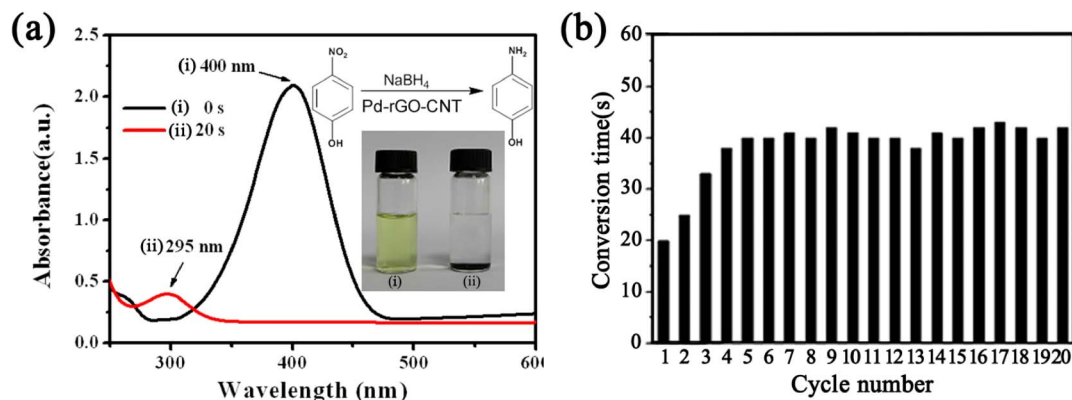 (a)
2.5
2.0
1.5
1.0
0.5
0.0
Absorbance(a.u.)
300
400
500
600
Wavelength (nm)
(i) 400 nm
(i) 0 s
(ii) 20 s
(ii) 295 nm
NO₂
OH
NaBH₄
Pd-rGO-CNT
NH₂
OH
(i)
(ii)
(b)
60
50
40
30
20
10
0
Conversion time(s)
1 2 3 4 5 6 7 8 9 10 11 12 13 14 15 16 17 18 19 20
Cycle number